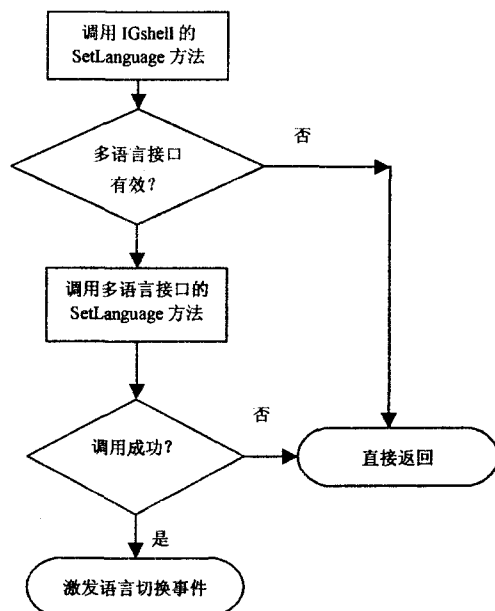 调用 IGshell 的
SetLanguage 方法
否
多语言接口
有效?
调用多语言接口的
SetLanguage 方法
否
调用成功?
直接返回
是
激发语言切换事件